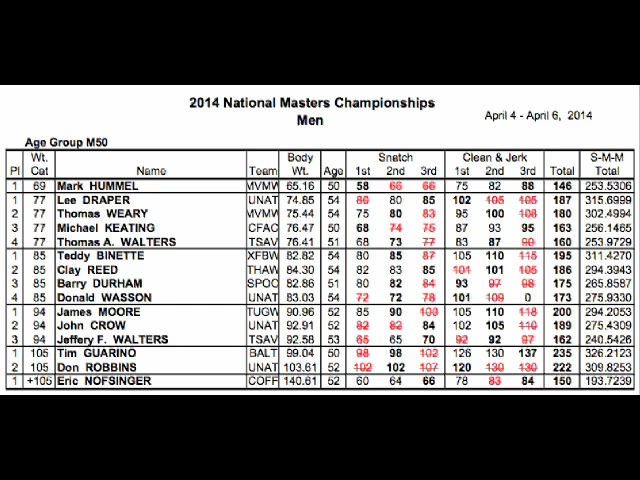 2014 National Masters Championships
Men
April 4 - April 6, 2014
Age Group M50
Wt. Body Snatch Clean & Jerk S-M-M
Pl Cat Name Team Wt. Age 1st 2nd 3rd 1st 2nd 3rd Total Total
1 69 Mark HUMMEL MVMW 65.16 50 58 66 66 75 82 88 146 253.5306
1 77 Lee DRAPER UNAT 74.85 54 80 80 85 102 105 105 187 315.6999
2 77 Thomas WEARY MVMW 75.44 54 75 80 83 95 100 108 180 302.4994
3 77 Michael KEATING CFAC 76.47 50 68 74 75 87 93 95 163 256.1465
4 77 Thomas A. WALTERS TSAV 76.41 51 68 73 77 83 87 90 160 253.9729
1 85 Teddy BINETTE XFBW 82.82 54 80 85 87 105 110 115 195 311.4270
2 85 Clay REED THAW 84.30 54 82 83 85 101 101 105 186 294.3943
3 85 Barry DURHAM SPOC 82.86 51 80 82 84 93 97 98 175 265.8687
4 85 Donald WASSON UNAT 83.03 54 72 72 78 101 109 0 173 275.9330
1 94 James MOORE TUGW 90.96 52 85 90 100 105 110 118 200 294.2587
2 94 John CROW UNAT 92.91 52 82 82 84 102 105 110 189 275.4309
3 94 Jeffery F. WALTERS TSAV 92.58 53 65 65 70 92 92 97 162 240.5426
1 105 Tim GUARINO BALT 99.04 50 98 98 102 126 130 137 235 326.2123
2 105 Don ROBBINS UNAT 103.61 52 102 102 107 120 130 130 222 309.8253
1 +105 Eric NOFSINGER COFF 140.61 52 60 64 66 78 83 84 150 193.7239